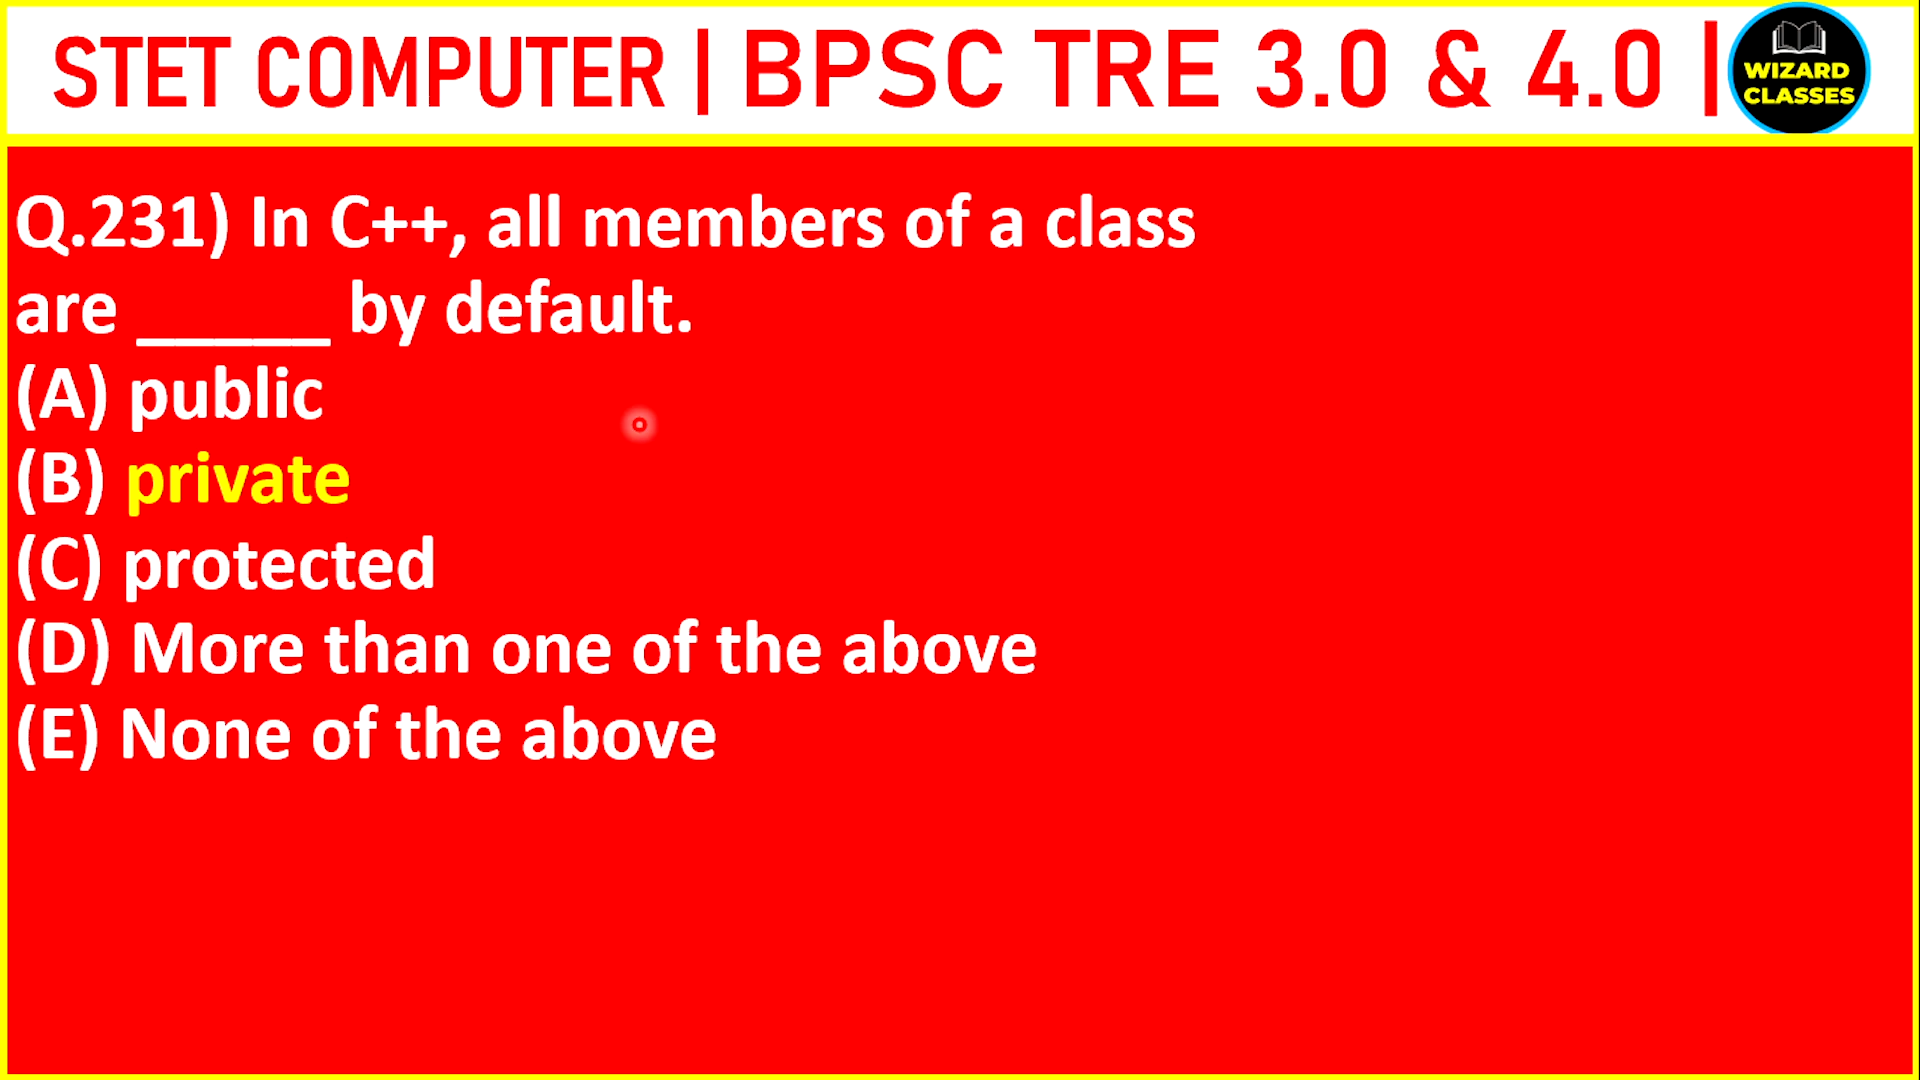 STET COMPUTER | BPSC TRE 3.0 & 4.0 |
WIZARD
CLASSES
Q.231) In C++, all members of a class
are _____ by default.
(A) public
(B) private
(C) protected
(D) More than one of the above
(E) None of the above